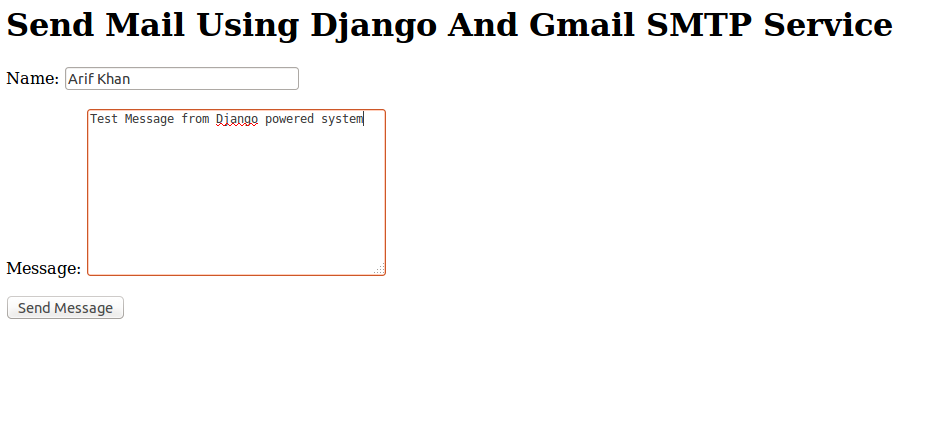 Send Mail Using Django And Gmail SMTP Service
Name: Arif Khan
Test Message from Django powered system
Message:
Send Message